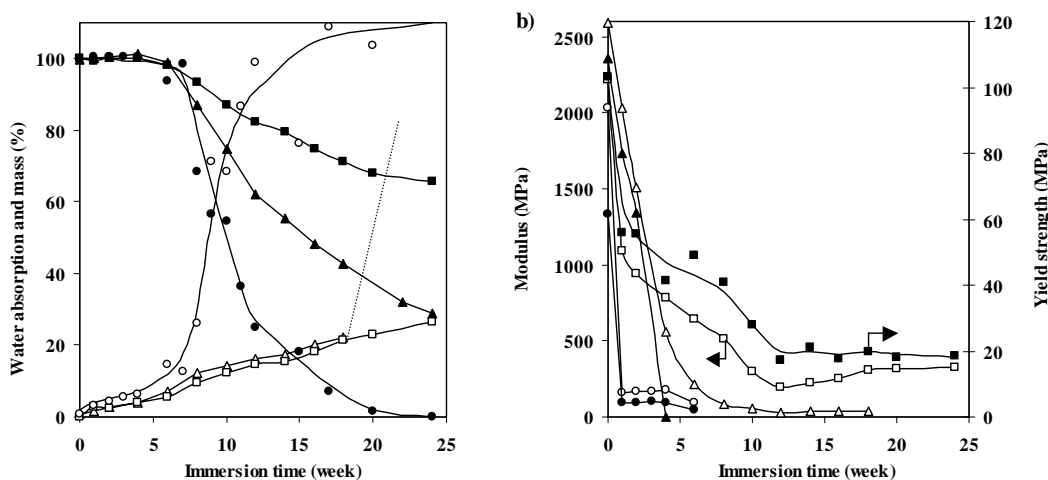 b)
Water absorption and mass (%)
100
80
60
40
20
0
0 5 10 15 20 25
Immersion time (week)
Modulus (MPa)
2500
2000
1500
1000
500
0
0 5 10 15 20 25
Immersion time (week)
120
100
80
60
40
20
0
Yield strength (MPa)